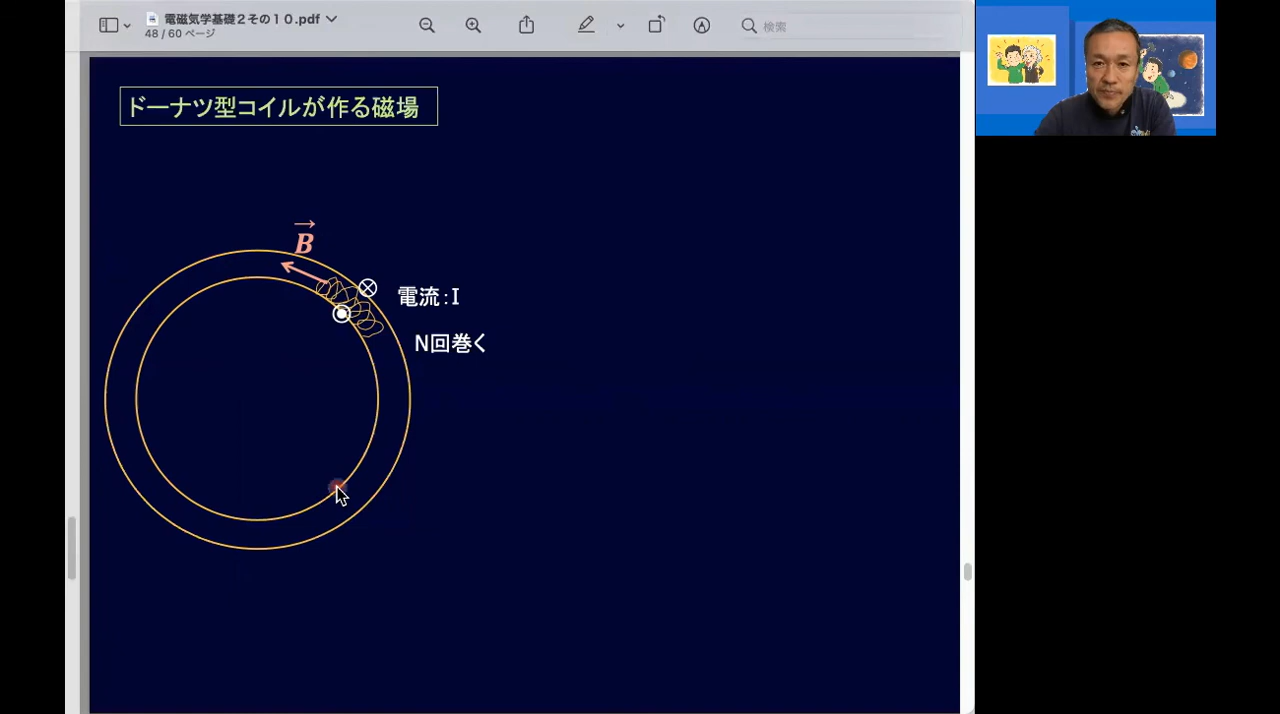 電磁気学基礎2その10.pdf
48 / 60 ページ
検索
ドーナツ型コイルが作る磁場
B
電流:I
N回巻く